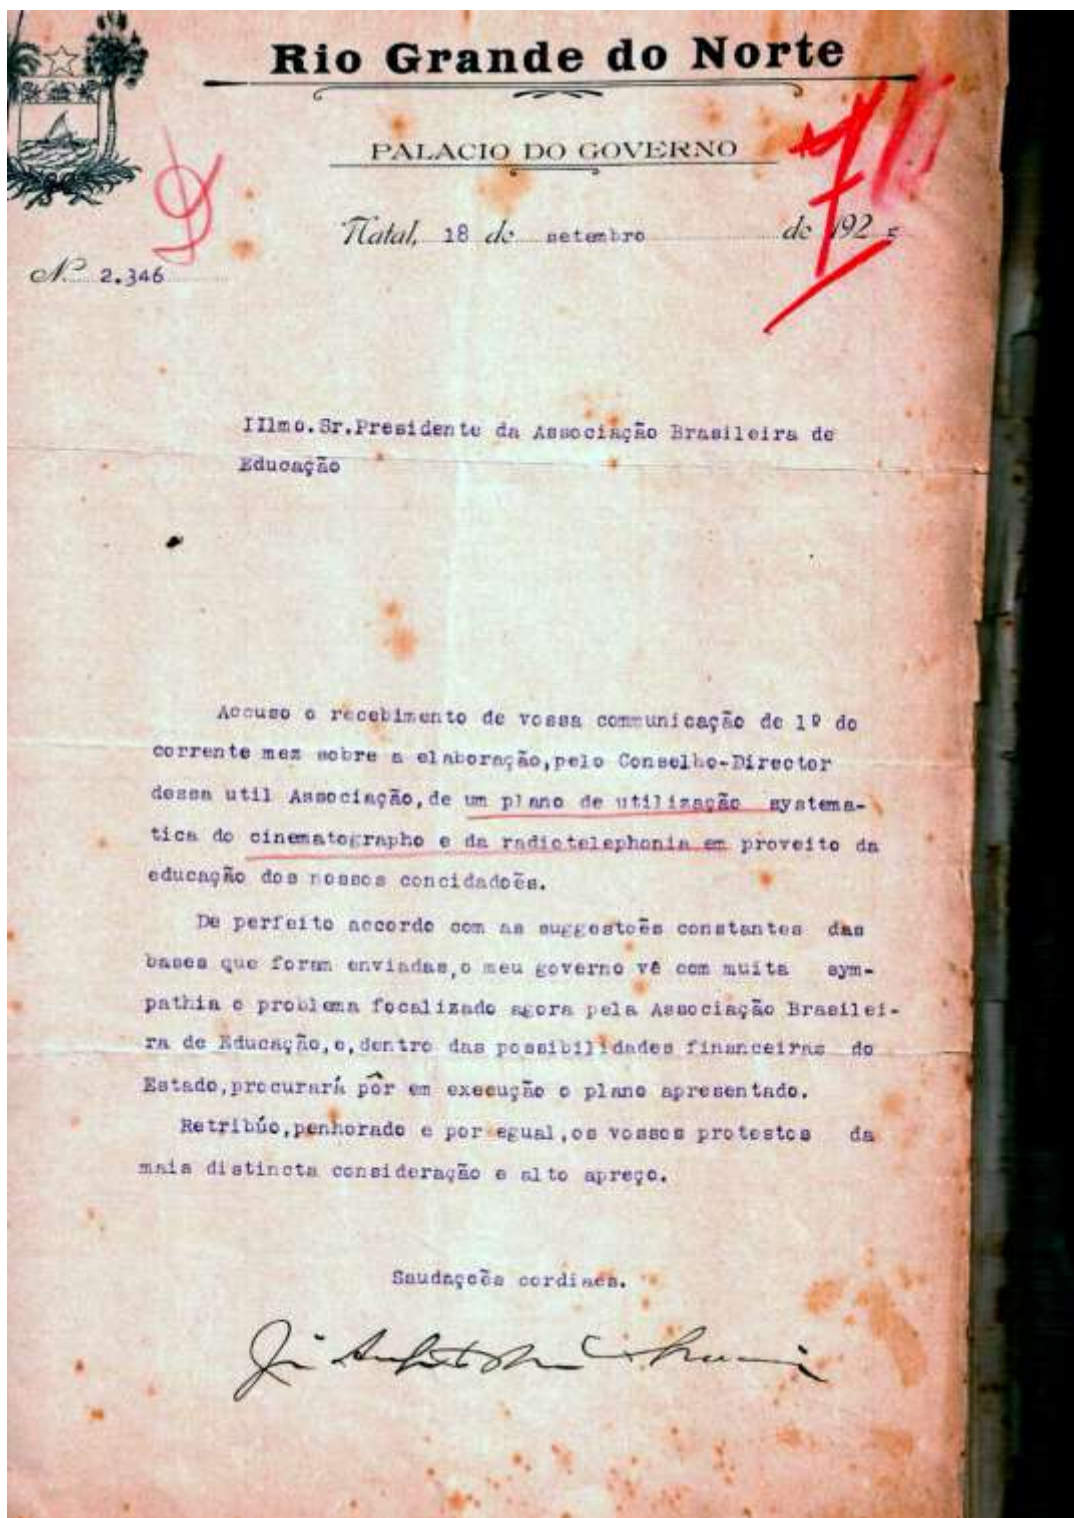 Rio Grande do Norte
PALACIO DO GOVERNO
Natal, 18 de setembro de 192
Nº 2.346
Illmo.Sr.Presidente da Associação Brasileira de
Educação
Accuso o recebimento de vossa communicação de 1º do
corrente mez sobre a elaboração,pelo Conselho-Director
dessa util Associação,de um plano de utilização systema-
tica do cinematographo e da radiotelephonia em proveito da
educação dos nossos concidadoẽs.
De perfeito accordo com as suggestoẽs constantes das
bases que foram enviadas,o meu governo vê com muita sym-
pathia o problema focalizado agora pela Associação Brasilei-
ra de Educação,e,dentro das possibilidades financeiras do
Estado,procurará pôr em execução o plano apresentado.
Retribúo,penhorado e por egual,os vossos protestos da
mais distincta consideração e alto apreço.
Saudaçoẽs cordiaes.